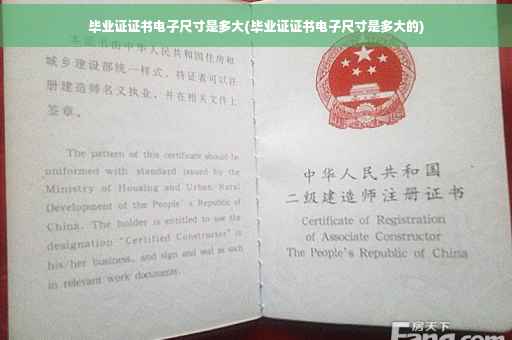 毕业证证书电子尺寸是多大(毕业证证书电子尺寸是多大的)
本证书由中华人民共和国住房和
城乡建设部统一样式，持证表可以在
册建造师名义执业，并在相关文件上
签章。
The pattern of this certificate should be
uniformed with standard issued by the
Ministry of Housing and Urban Rural
Development of the People's Republic of
China. The holder is entitled to use the
designation "Certified Constructor" in
his/her business, and sign and seal as such
in relevant work documents.
中华人民共和国
二级建造师注册证书
Certificate of Registration
of Associate Constructor
The People's Republic of China
房天下
Fang.com